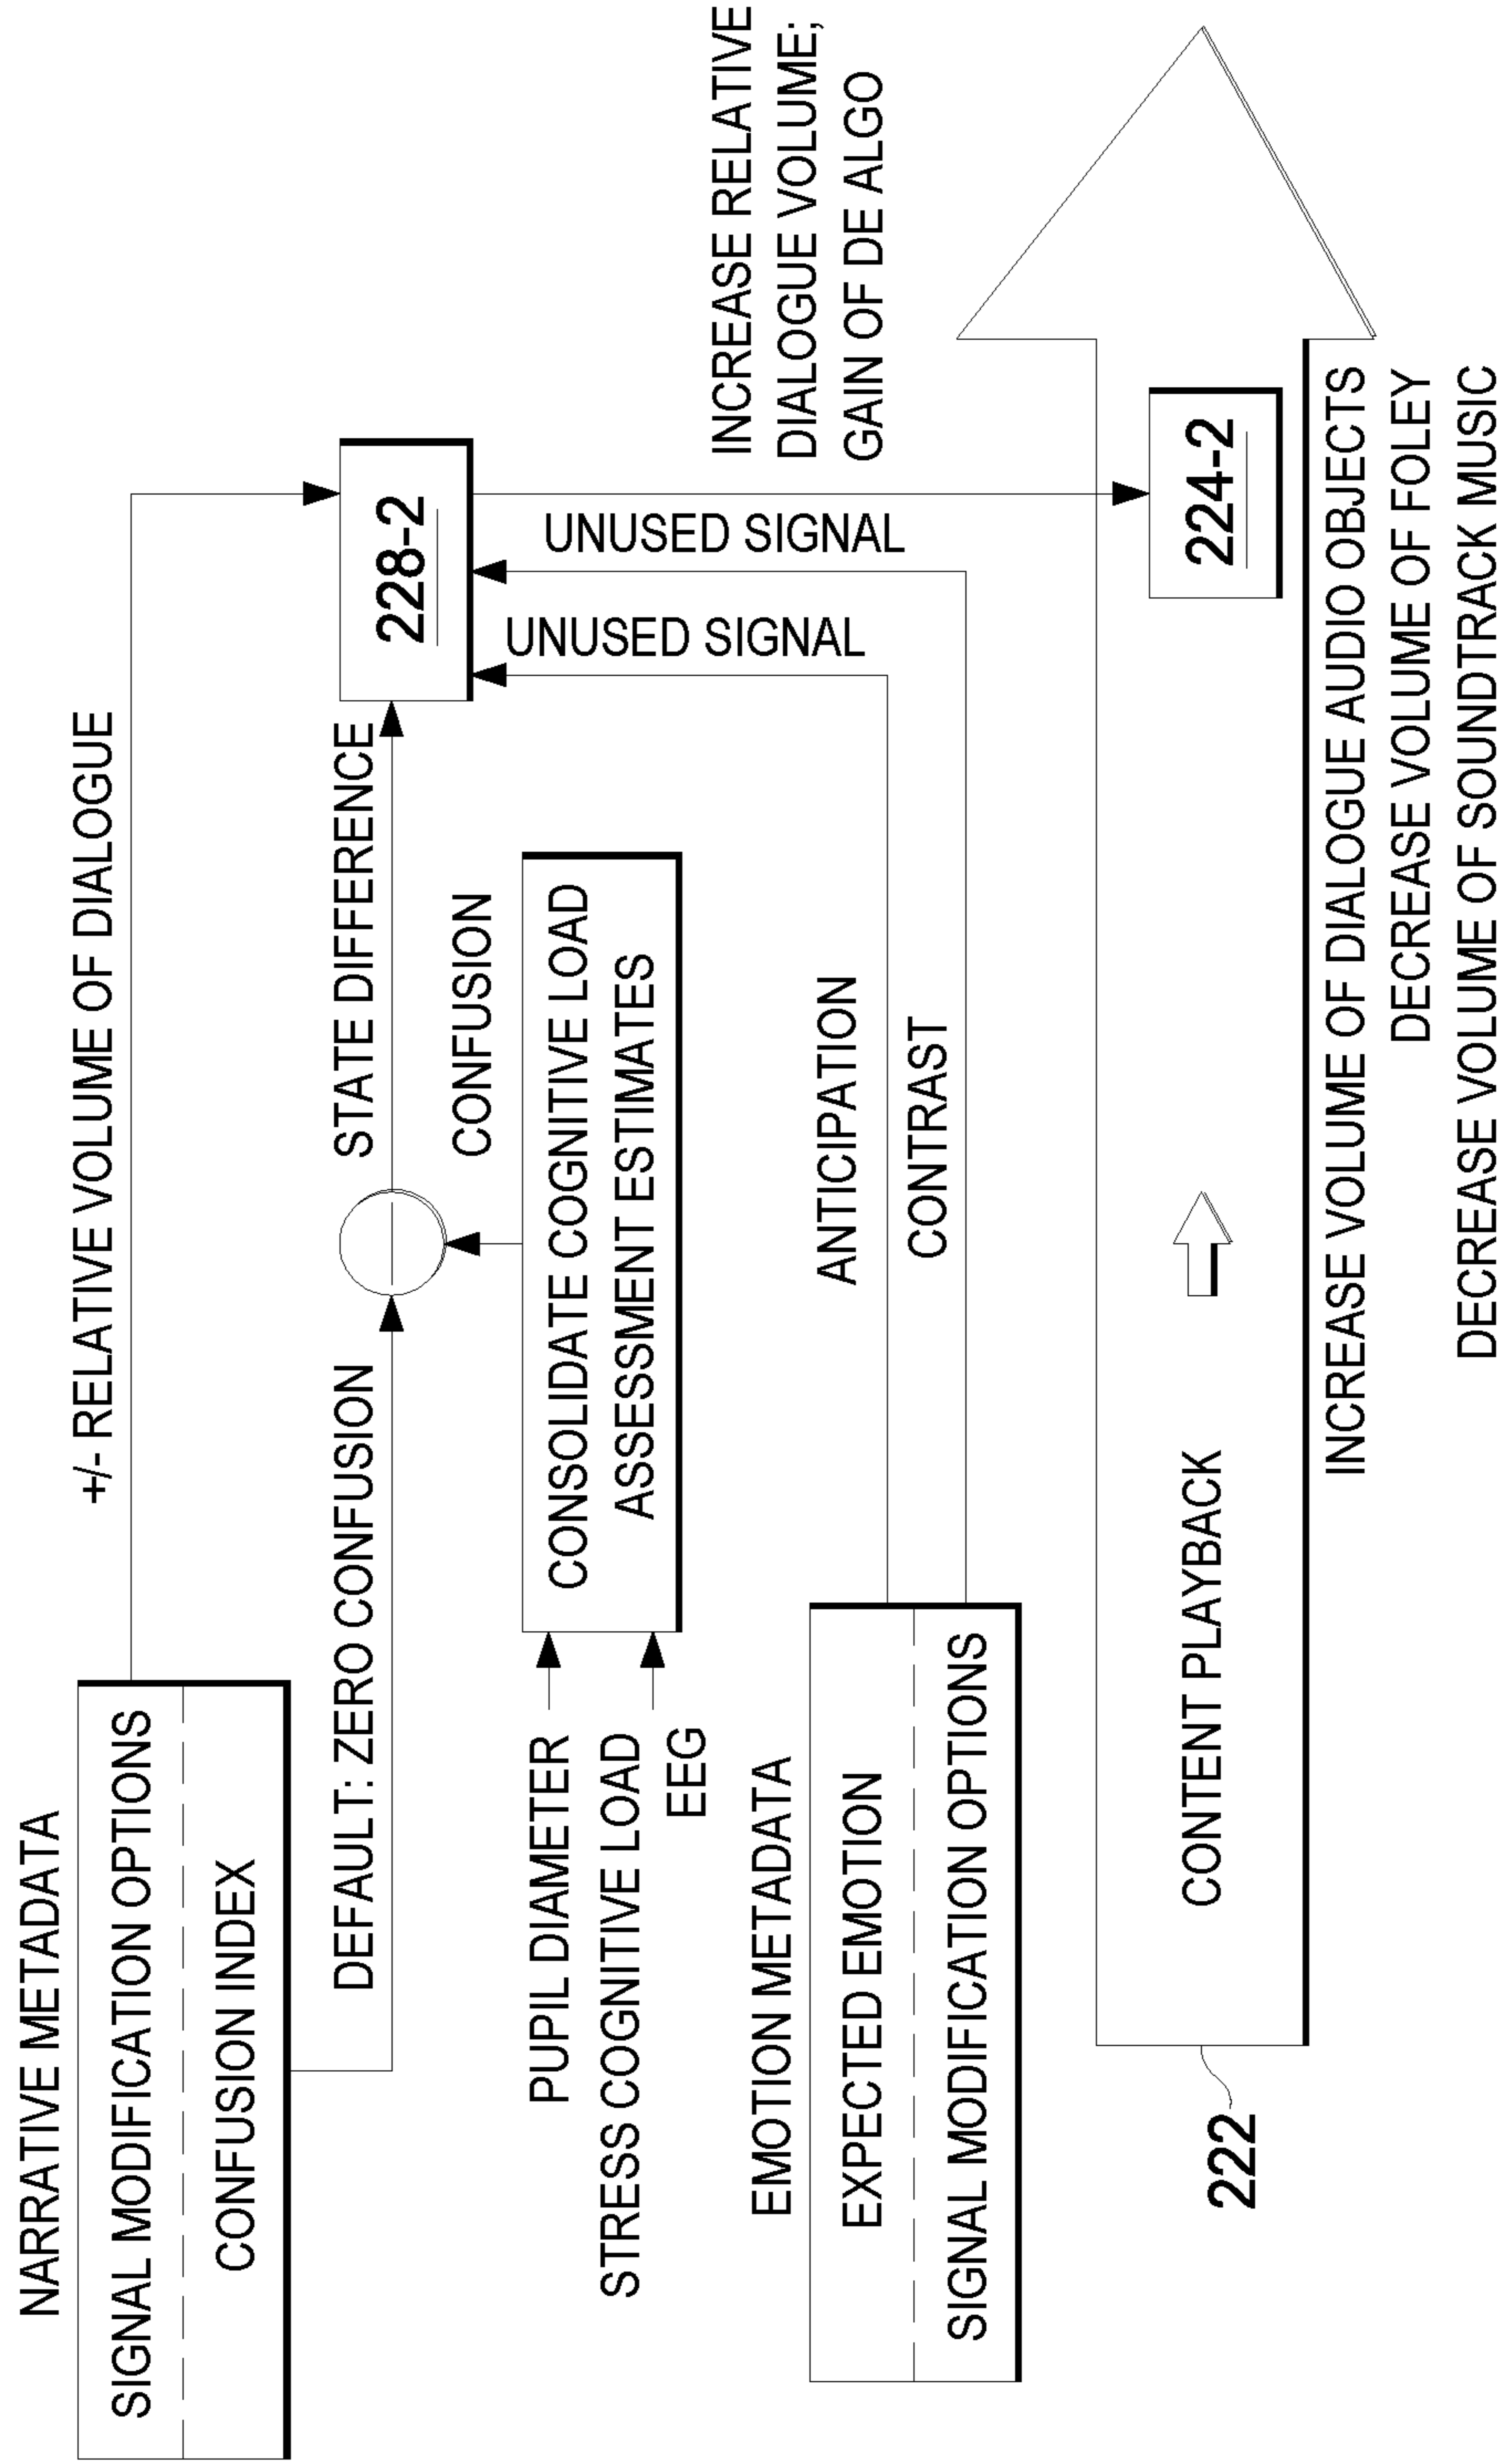 NARRATIVE METADATA
SIGNAL MODIFICATION OPTIONS
CONFUSION INDEX
+/- RELATIVE VOLUME OF DIALOGUE
DEFAULT: ZERO CONFUSION
STATE DIFFERENCE
228-2
CONFUSION
PUPIL DIAMETER
STRESS COGNITIVE LOAD
EEG
CONSOLIDATE COGNITIVE LOAD
ASSESSMENT ESTIMATES
UNUSED SIGNAL
UNUSED SIGNAL
INCREASE RELATIVE
DIALOGUE VOLUME;
GAIN OF DE ALGO
EMOTION METADATA
EXPECTED EMOTION
SIGNAL MODIFICATION OPTIONS
ANTICIPATION
CONTRAST
222
CONTENT PLAYBACK
224-2
INCREASE VOLUME OF DIALOGUE AUDIO OBJECTS
DECREASE VOLUME OF FOLEY
DECREASE VOLUME OF SOUNDTRACK MUSIC